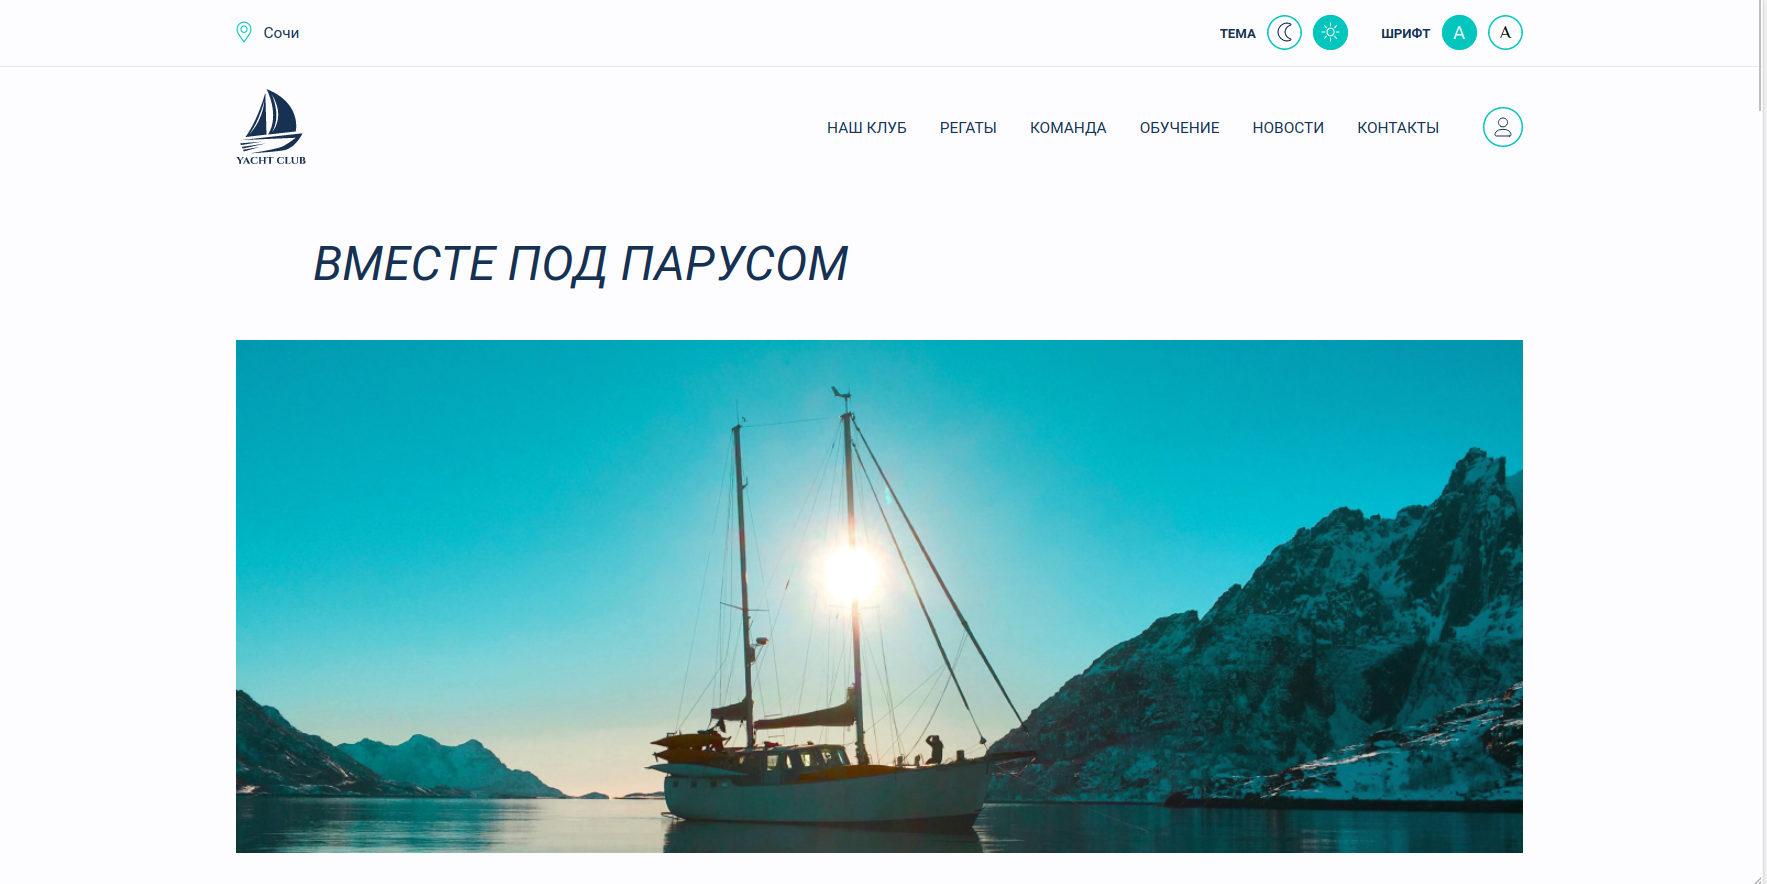 Сочи
ТЕМА
ШРИФТ A A
YACHT CLUB
НАШ КЛУБ РЕГАТЫ КОМАНДА ОБУЧЕНИЕ НОВОСТИ КОНТАКТЫ
ВМЕСТЕ ПОД ПАРУСОМ